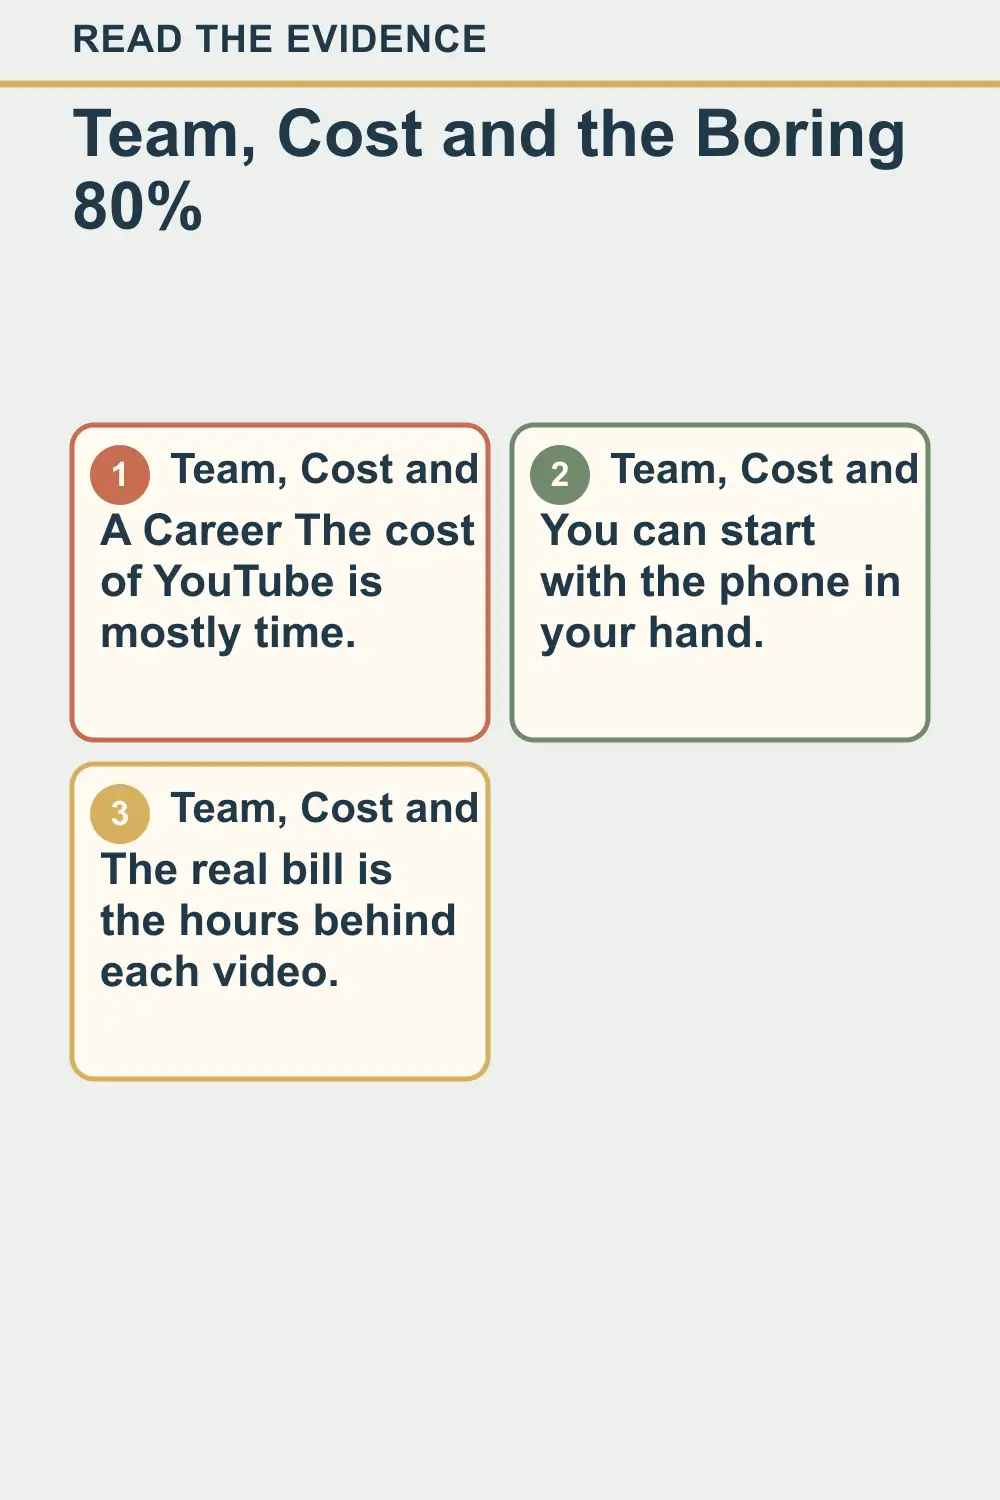 READ THE EVIDENCE
Team, Cost and the Boring
80%
1
Team, Cost and
A Career The cost
of YouTube is
mostly time.
2
Team, Cost and
You can start
with the phone in
your hand.
3
Team, Cost and
The real bill is
the hours behind
each video.